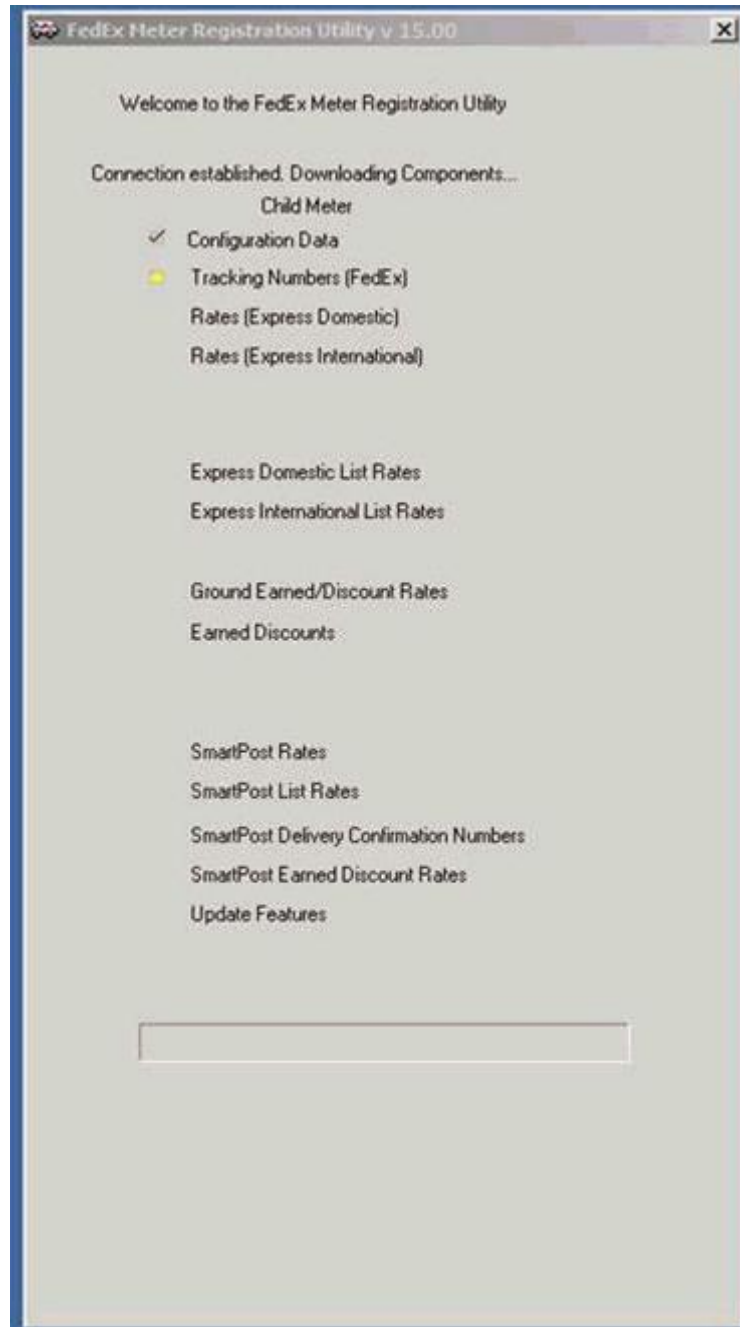 FedEx Meter Registration Utility v 15.00
Welcome to the FedEx Meter Registration Utility
Connection established. Downloading Components...
Child Meter
Configuration Data
Tracking Numbers (FedEx)
Rates (Express Domestic)
Rates (Express International)
Express Domestic List Rates
Express International List Rates
Ground Earned/Discount Rates
Earned Discounts
SmartPost Rates
SmartPost List Rates
SmartPost Delivery Confirmation Numbers
SmartPost Earned Discount Rates
Update Features